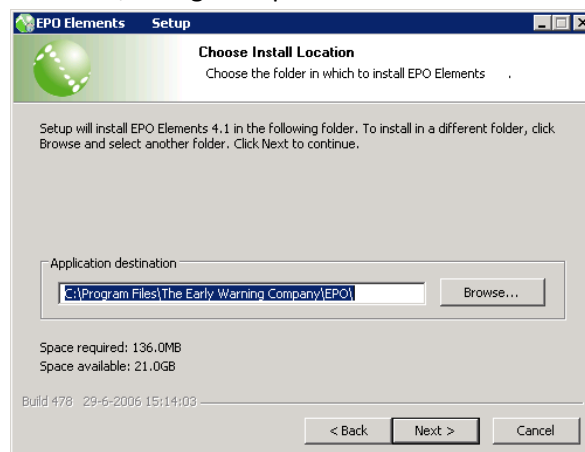 EPO Elements Setup
Choose Install Location
Choose the folder in which to install EPO Elements .
Setup will install EPO Elements 4.1 in the following folder. To install in a different folder, click
Browse and select another folder. Click Next to continue.
Application destination
C:\Program Files\The Early Warning Company\EPO\
Browse...
Space required: 136.0MB
Space available: 21.0GB
Build 478 29-6-2006 15:14:03
< Back Next > Cancel